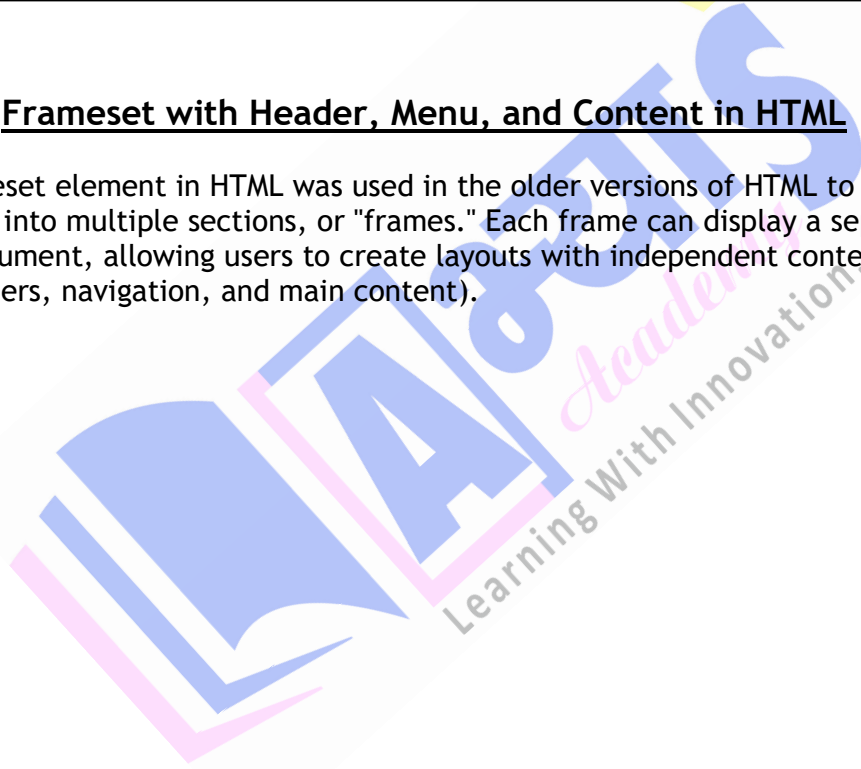 Frameset with Header, Menu, and Content in HTML
eset element in HTML was used in the older versions of HTML to
into multiple sections, or "frames." Each frame can display a se
ument, allowing users to create layouts with independent conte
ers, navigation, and main content).
A
भ्यास
Academy
Learning With Innovation